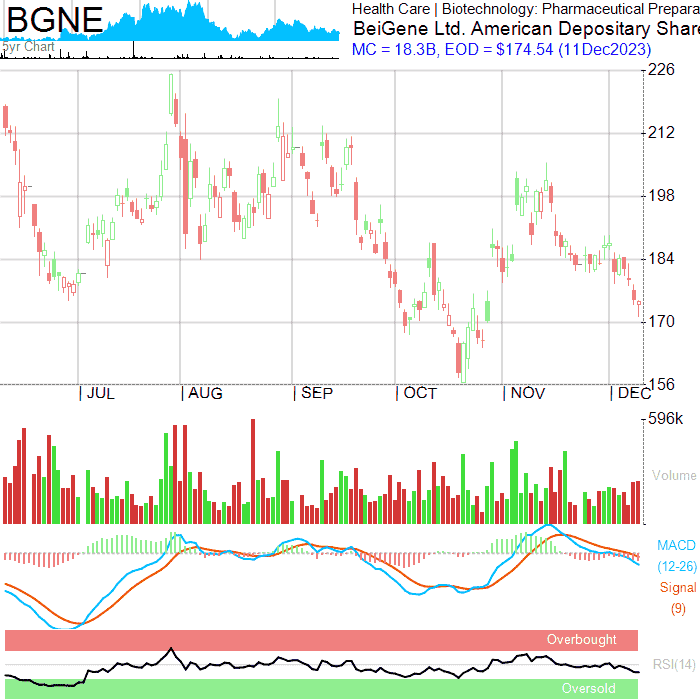 BGNE
5yr Chart
Health Care | Biotechnology: Pharmaceutical Prepara
BeiGene Ltd. American Depositary Share
MC = 18.3B, EOD = $174.54 (11Dec2023)
226
212
198
184
170
156
JUL AUG SEP OCT NOV DEC
596k
Volume
MACD
(12-26)
Signal
(9)
Overbought
RSI(14)
Oversold